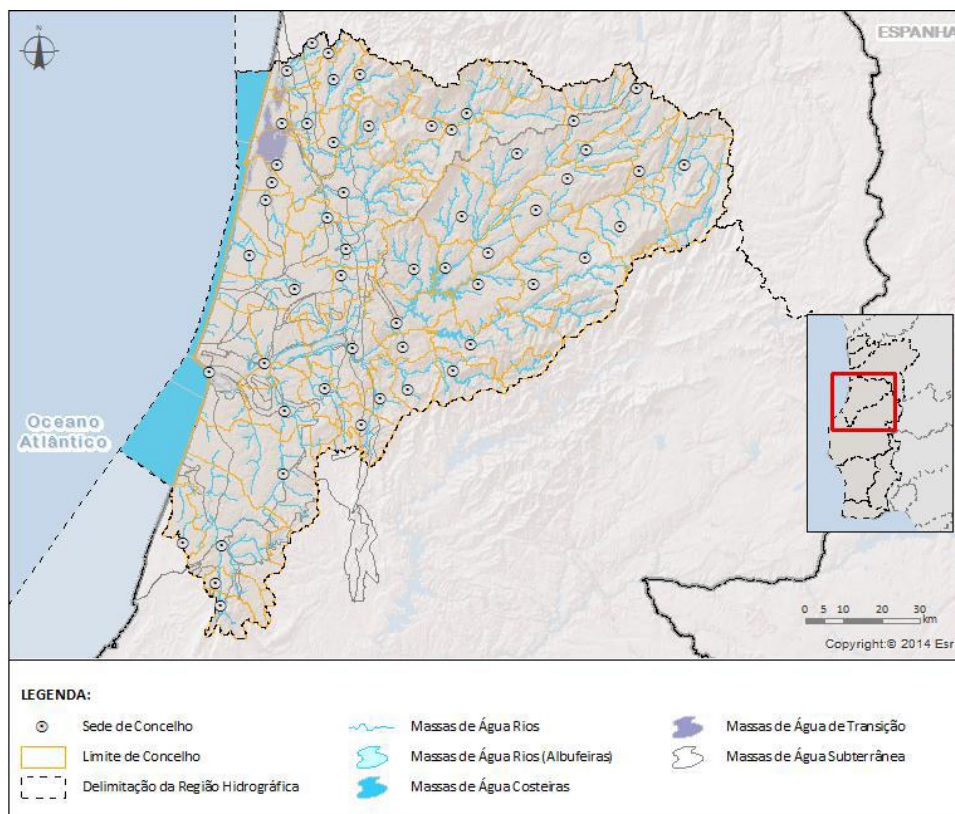 N
ESPANHA
Oceano
Atlântico
0 5 10 20 30
km
Copyright:© 2014 Esr
LEGENDA:
Sede de Concelho
Massas de Água Rios
Massas de Água de Transição
Limite de Concelho
Massas de Água Rios (Albufeiras)
Massas de Água Subterrânea
Delimitação da Região Hidrográfica
Massas de Água Costeiras